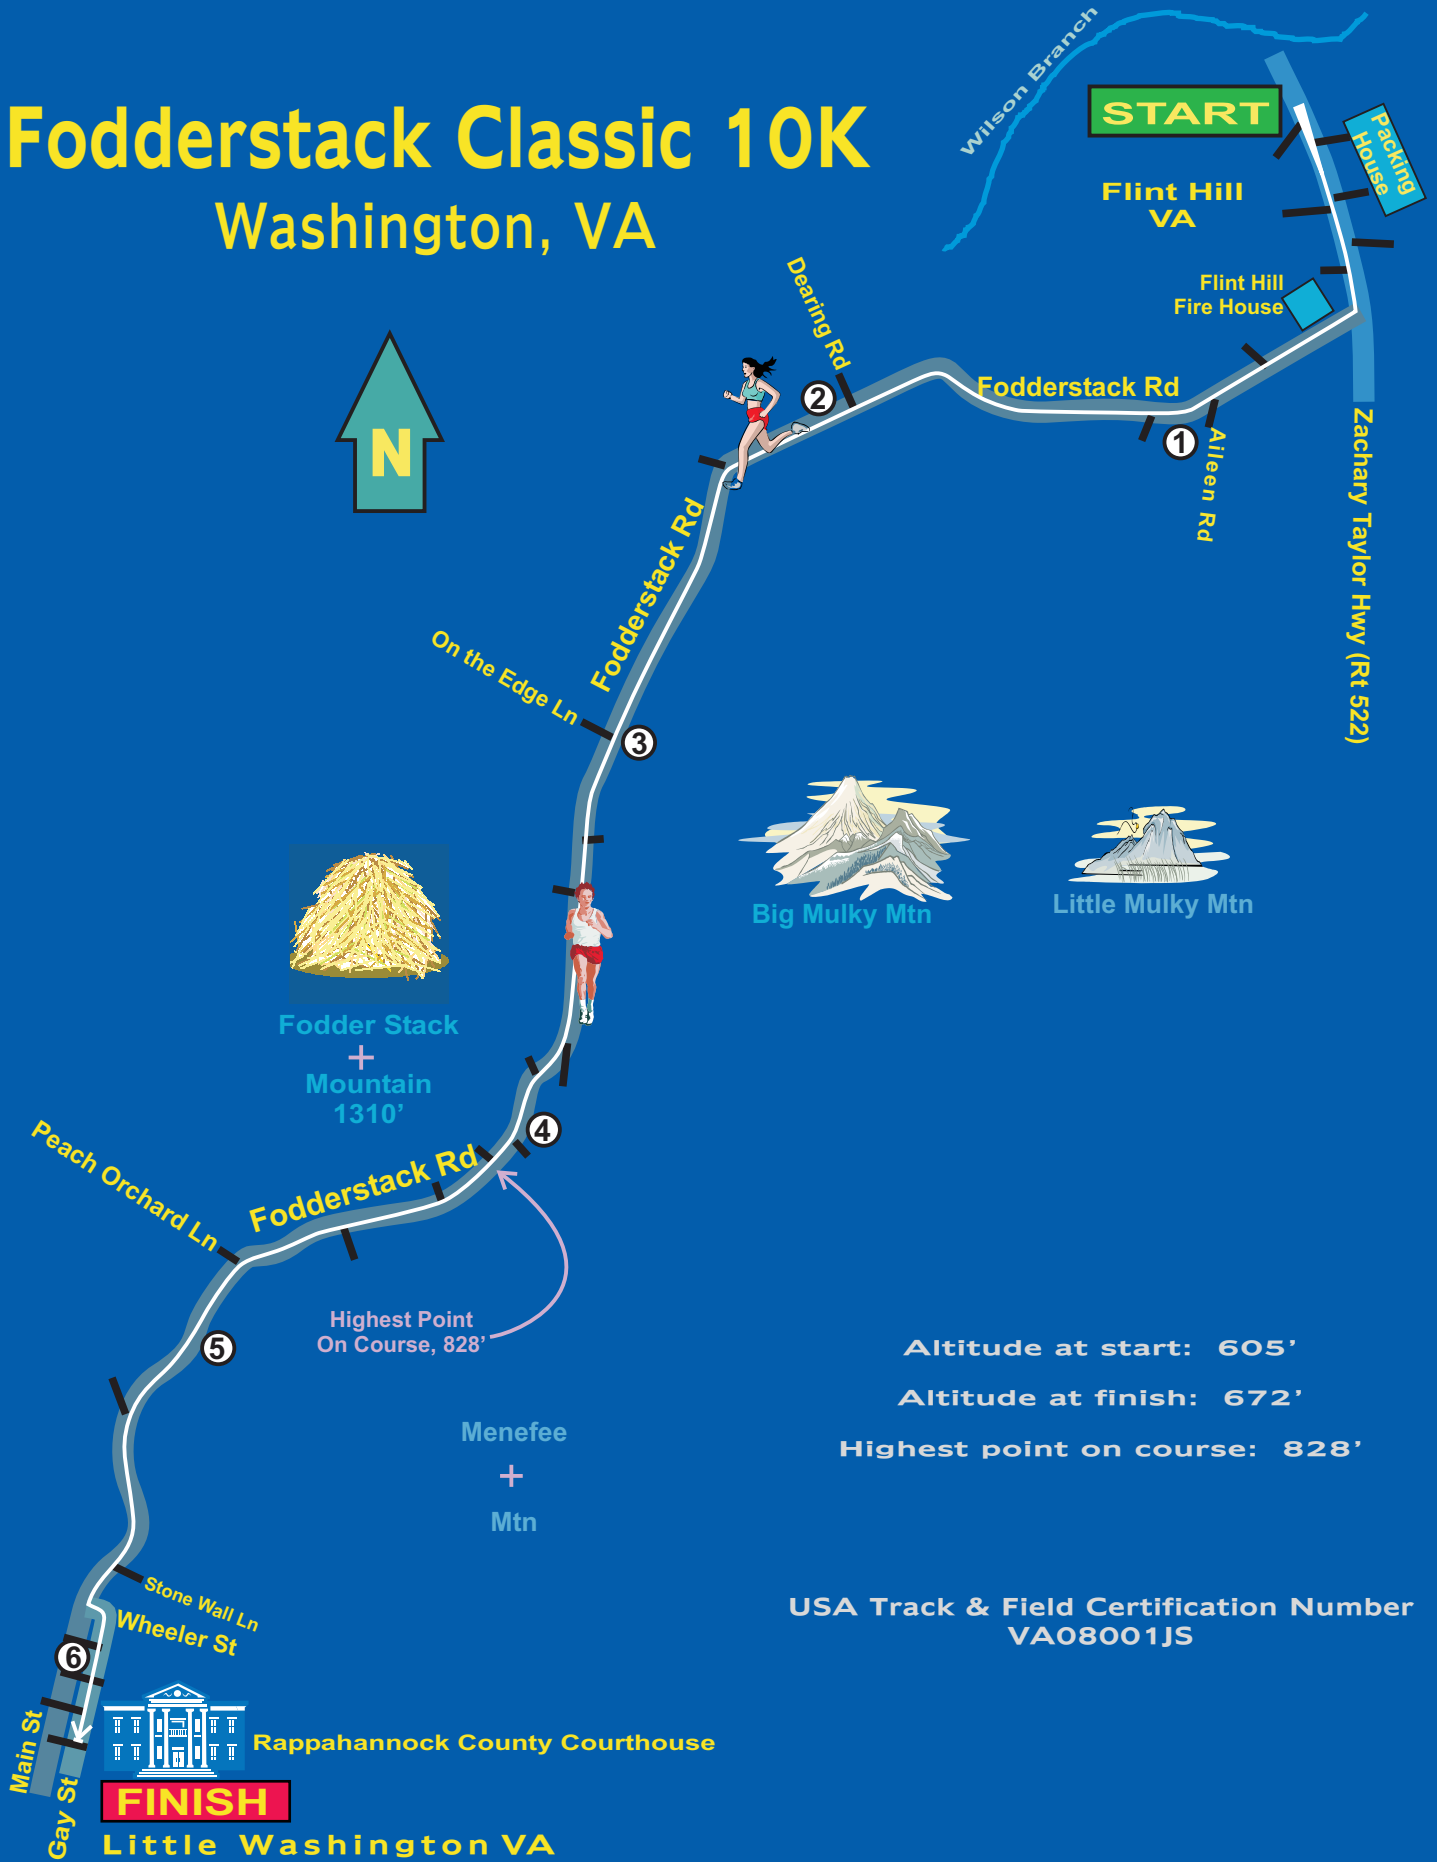 Fodderstack Classic 10K
Washington, VA
Wilson Branch
START
Packing
House
Flint Hill
VA
Flint Hill
Fire House
Dearing Rd
2
Fodderstack Rd
1
Aileen Rd
Zachary Taylor Hwy (Rt 522)
N
Fodderstack Rd
On the Edge Ln
3
Big Mulky Mtn
Little Mulky Mtn
Fodder Stack
+
Mountain
1310’
4
Peach Orchard Ln
Fodderstack Rd
Highest Point
On Course, 828’
5
Altitude at start: 605’
Altitude at finish: 672’
Highest point on course: 828’
Menefee
+
Mtn
Stone Wall Ln
Wheeler St
6
USA Track & Field Certification Number
VA08001JS
Main St
Gay St
Rappahannock County Courthouse
FINISH
Little Washington VA